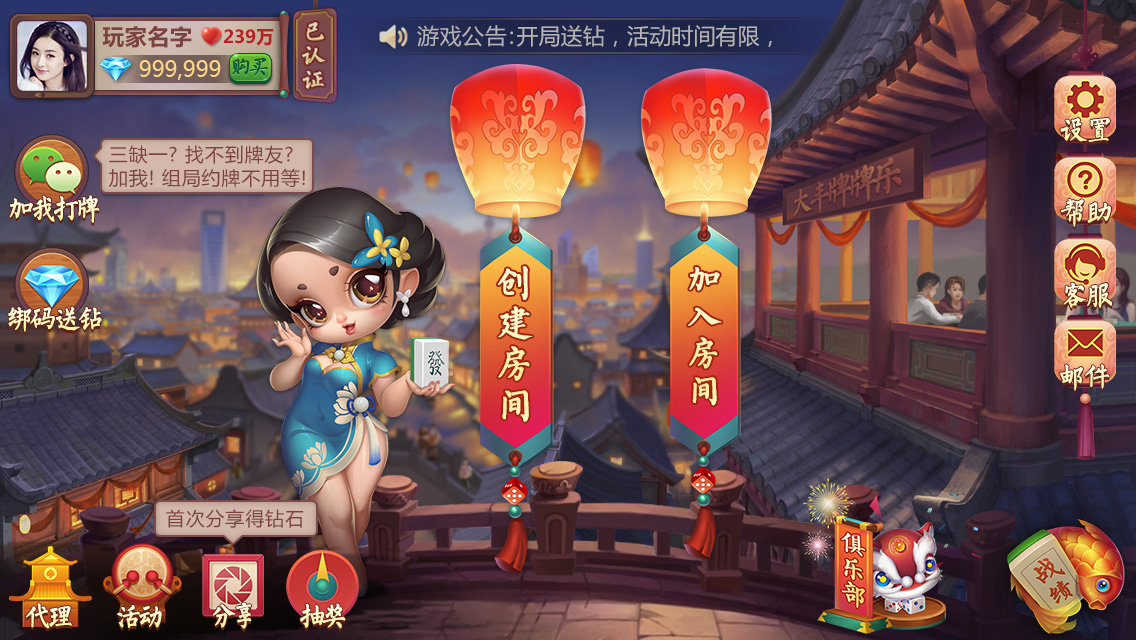 玩家名字
239万
999,999
购买
已认证
游戏公告:开局送钻，活动时间有限，
设置
帮助
客服
邮件
三缺一？找不到牌友？
加我！组局约牌不用等!
加我打牌
绑码送钻
创建房间
加入房间
大丰牌牌乐
發
首次分享得钻石
代理
活动
分享
抽奖
俱乐部
战绩